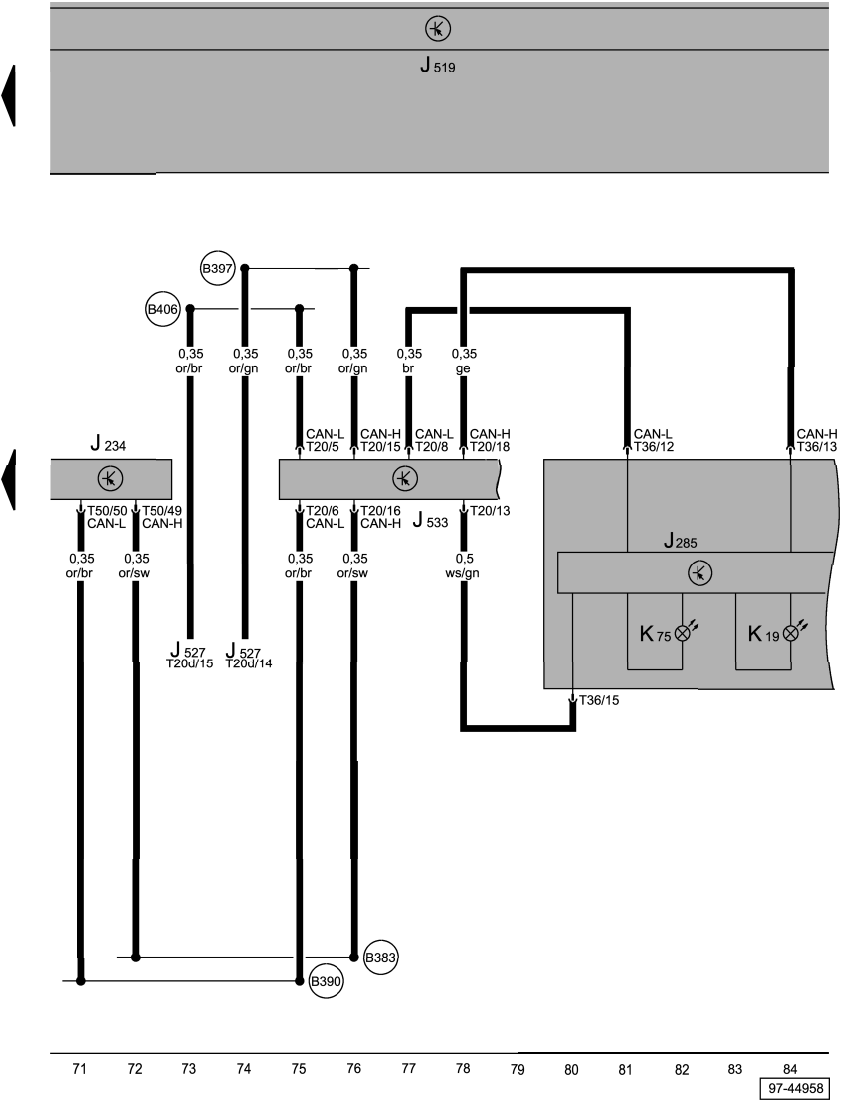 J 519
B397
B406
0,35 0,35 0,35 0,35 0,35 0,35
or/br or/gn or/br or/gn br ge
CAN-L CAN-H CAN-L CAN-H CAN-L CAN-H
T20/5 T20/15 T20/8 T20/18 T36/12 T36/13
J 234
T50/50 T50/49 T20/6 T20/16 J 533 T20/13
CAN-L CAN-H CAN-L CAN-H
J 285
0,35 0,35 0,35 0,35 0,5
or/br or/sw or/br or/sw ws/gn
K 75 K 19
J 527 J 527
T20d/15 T20d/14
T36/15
B383
B390
71 72 73 74 75 76 77 78 79 80 81 82 83 84
97-44958